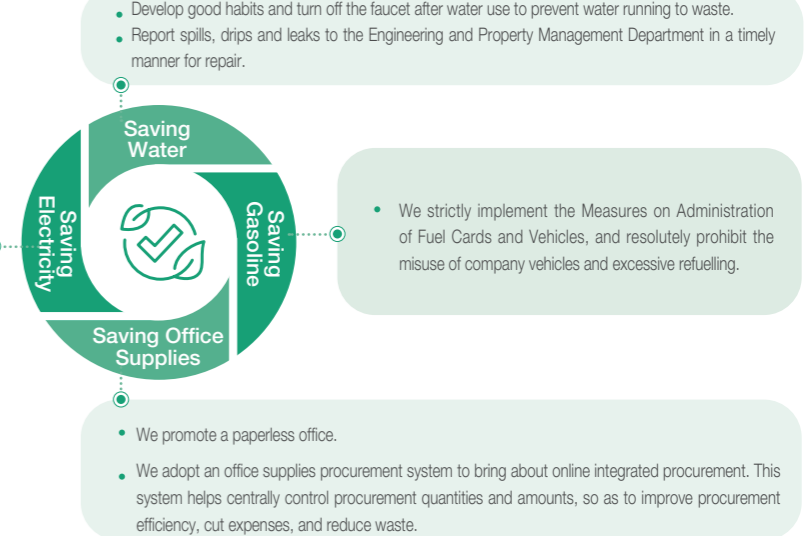 Develop good habits and turn off the faucet after water use to prevent water running to waste.
Report spills, drips and leaks to the Engineering and Property Management Department in a timely
manner for repair.
Saving
Water
Saving
Electricity
Saving
Gasoline
Saving Office
Supplies
We strictly implement the Measures on Administration
of Fuel Cards and Vehicles, and resolutely prohibit the
misuse of company vehicles and excessive refuelling.
We promote a paperless office.
We adopt an office supplies procurement system to bring about online integrated procurement. This
system helps centrally control procurement quantities and amounts, so as to improve procurement
efficiency, cut expenses, and reduce waste.